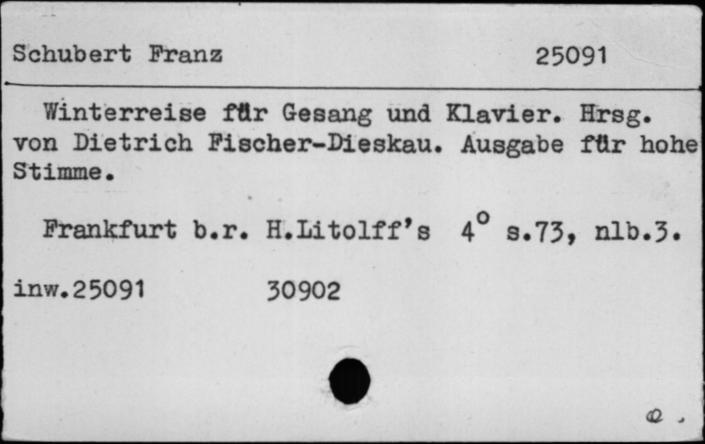 Schubert Franz 25091
Winterreise für Gesang und Klavier. Hrsg.
von Dietrich Fischer-Dieskau. Ausgabe für hohe
Stimme.
Frankfurt b.r. H.Litolff's 4° s.73, nlb.3.
inw.25091 30902